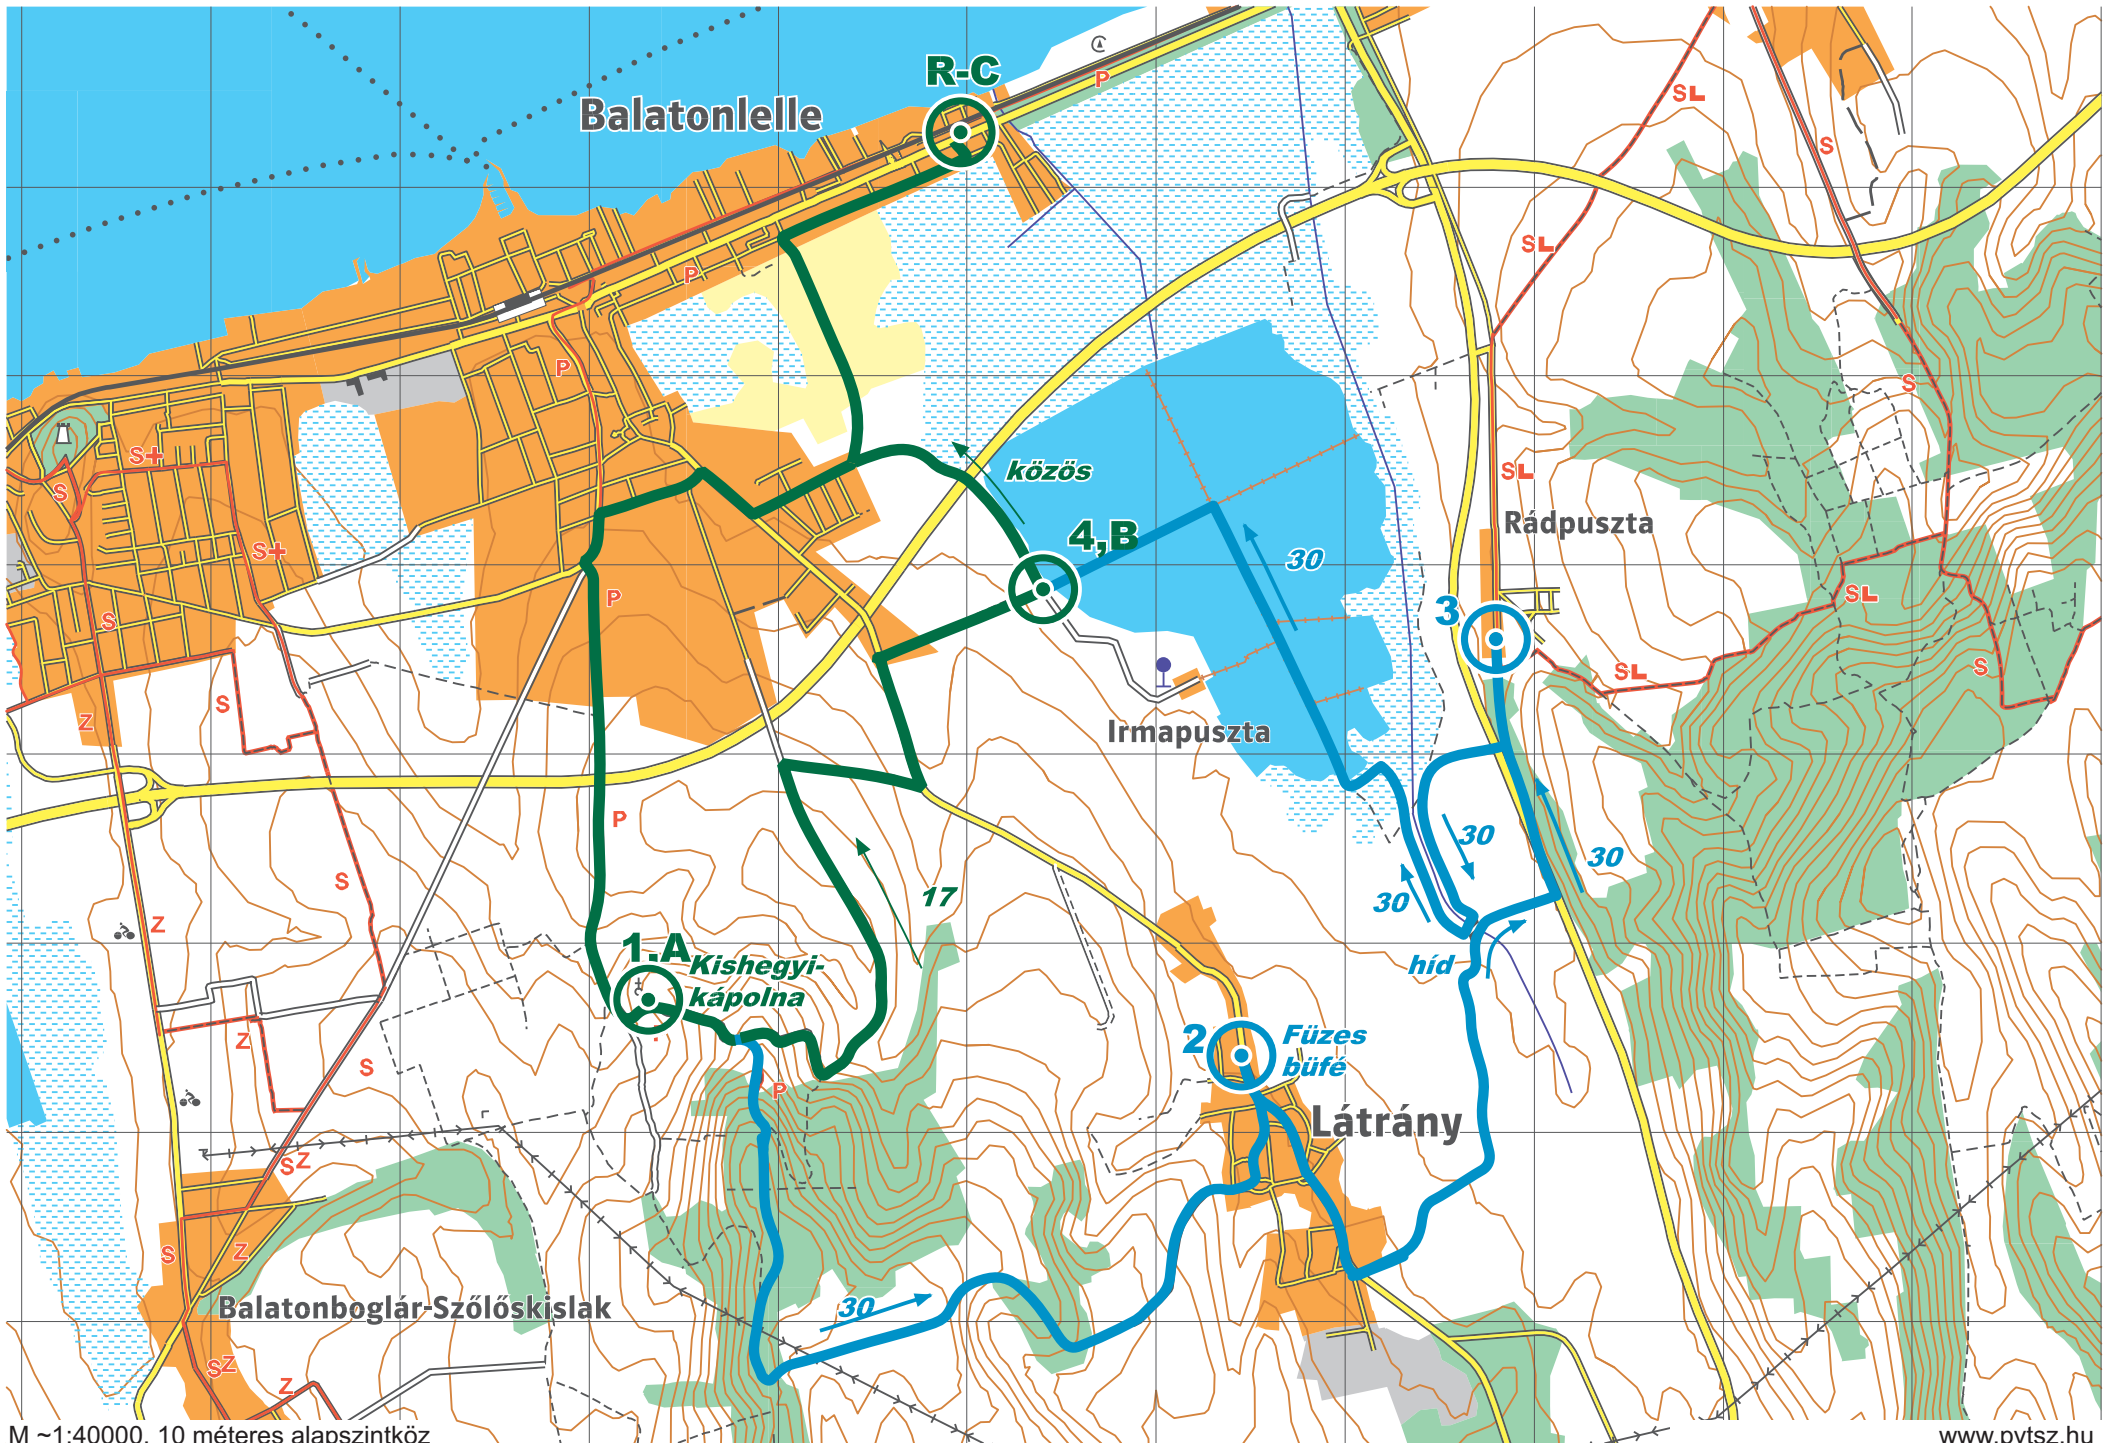 R-C
Balatonlelle
P
SL
S
SL
P
P
közös
S+
S
S+
SL
Rádpuszta
4,B
30
P
3
SL
S
SL
S
S
Z
Irmapuszta
P
30
30
30
S
17
Z
1.A
Kishegyi-
kápolna
híd
2
Füzes
büfé
Z
S
P
Látrány
SZ
S
Z
30
Balatonboglár-Szőlőskislak
SZ
Z
M ~1:40000, 10 méteres alapszintköz
www.pvtsz.hu